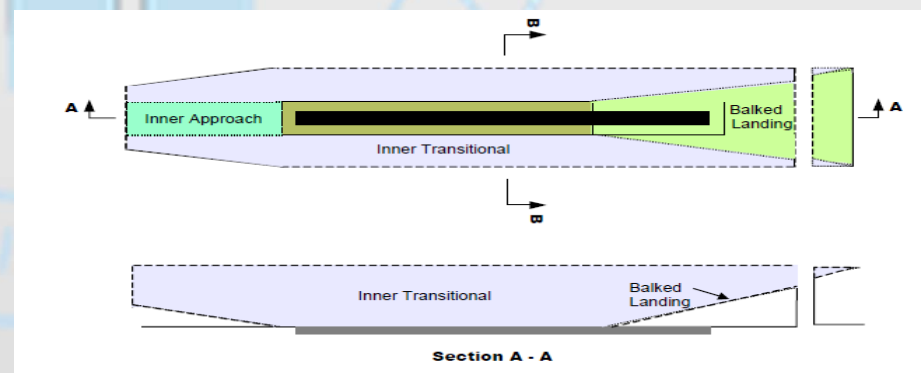 B
A
A
Inner Approach
Balked
Landing
Inner Transitional
B
Inner Transitional
Balked
Landing
Section A - A